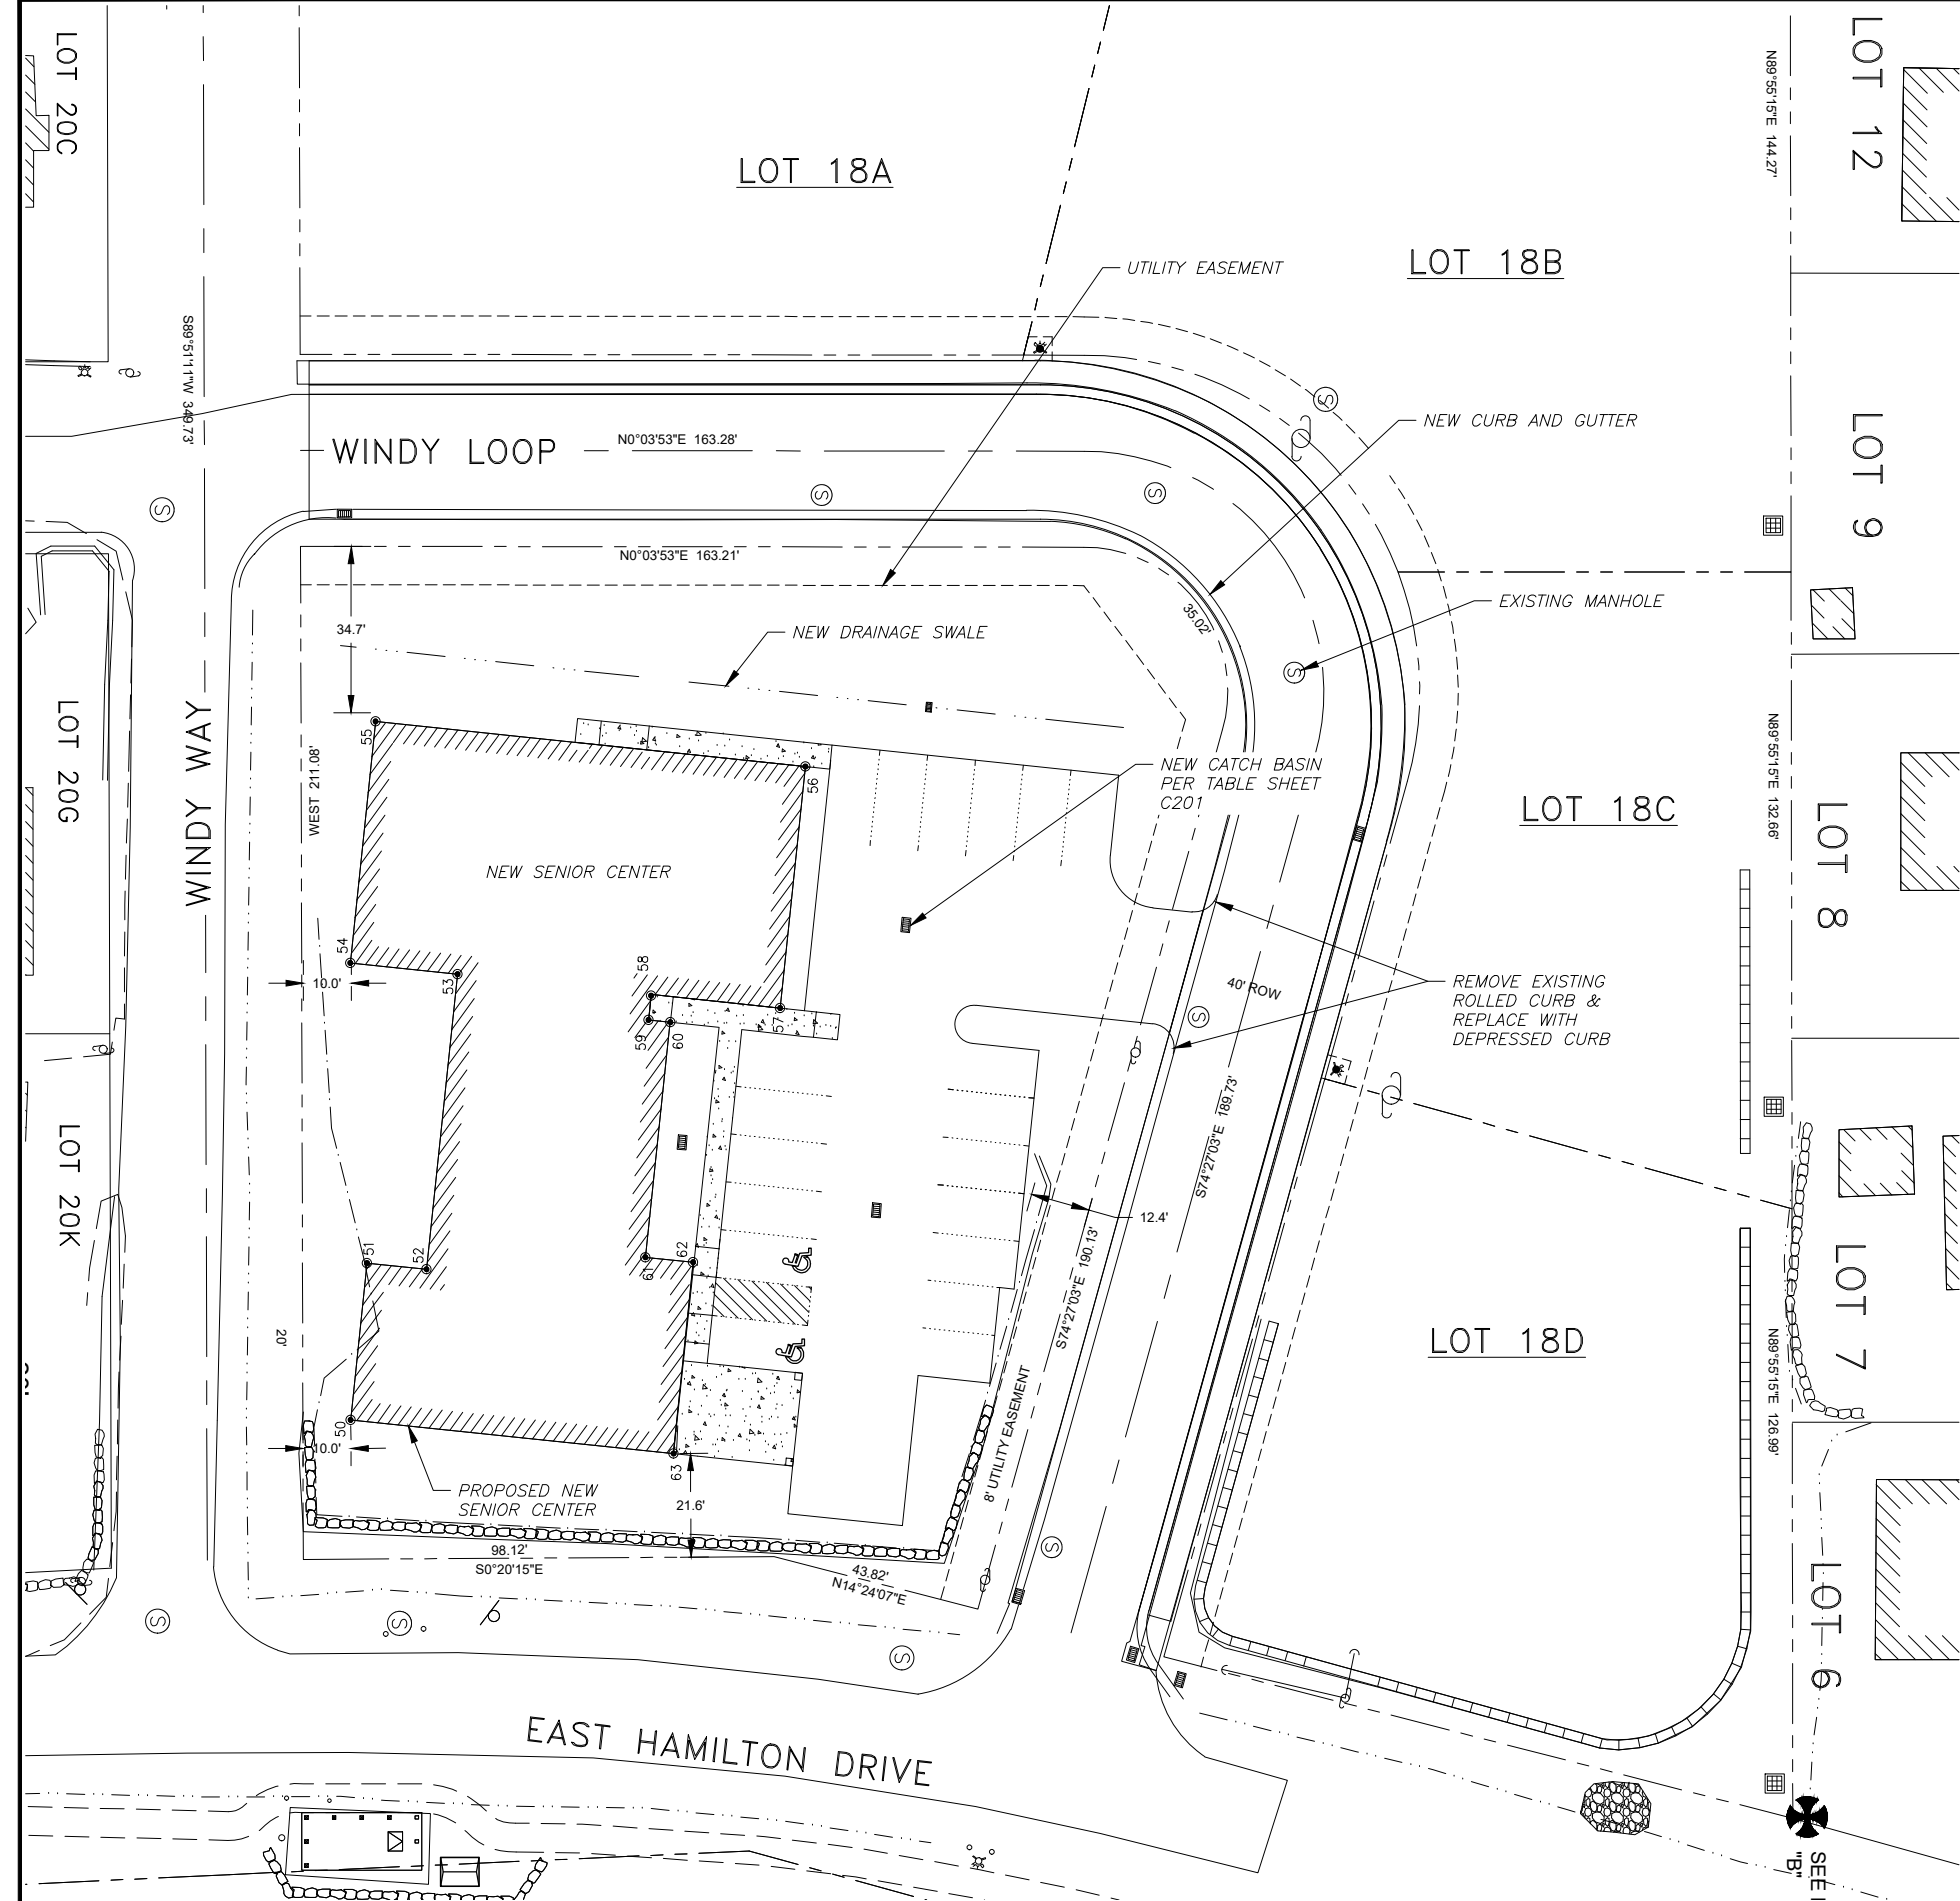 LOT 20C
LOT 12
N89°55'15"E 144.27'
LOT 18A
LOT 18B
UTILITY EASEMENT
S89°51'11"W 349.73'
NEW CURB AND GUTTER
LOT 9
WINDY LOOP
N0°03'53"E 163.28'
S
S
S
S
N0°03'53"E 163.21'
35.02'
EXISTING MANHOLE
S
34.7'
NEW DRAINAGE SWALE
LOT 20G
WINDY WAY
WEST 211.08'
55
56
NEW CATCH BASIN
PER TABLE SHEET
C201
LOT 18C
N89°55'15"E 132.66'
LOT 8
NEW SENIOR CENTER
54
53
10.0'
58
57
59
60
S
40' ROW
REMOVE EXISTING
ROLLED CURB &
REPLACE WITH
DEPRESSED CURB
LOT 20K
S74°27'03"E 189.73'
12.4'
S74°27'03"E 190.13'
51
52
61
62
LOT 7
20'
LOT 18D
N89°55'15"E 126.99'
8' UTILITY EASEMENT
50
10.0'
63
PROPOSED NEW
SENIOR CENTER
21.6'
98.12'
S0°20'15"E
43.82'
N14°24'07"E
S
S
S
S
LOT 6
EAST HAMILTON DRIVE
SEE
"B"